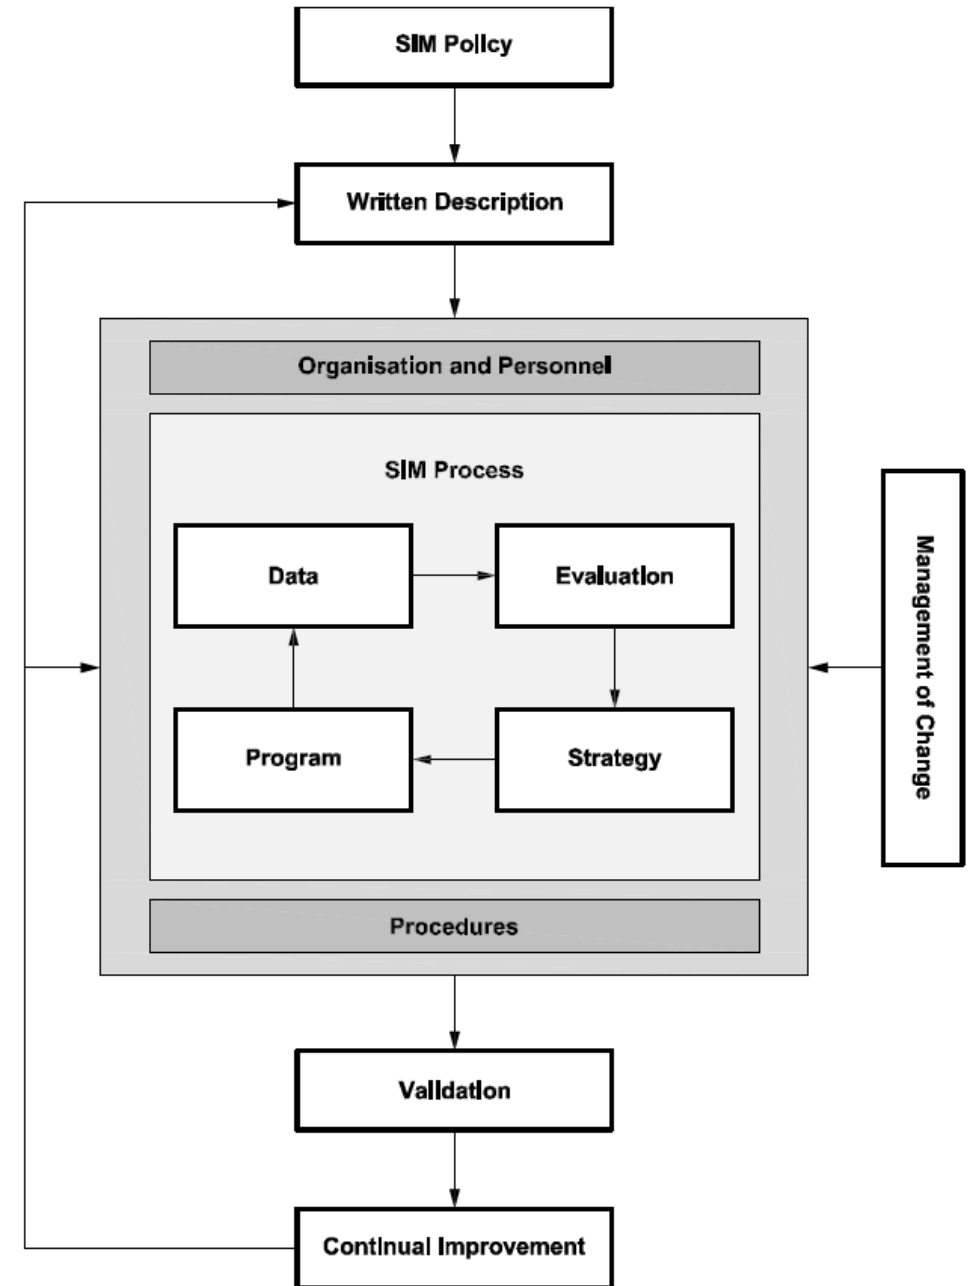 SIM Policy
Written Description
Organisation and Personnel
SIM Process
Data
Evaluation
Program
Strategy
Management of Change
Procedures
Validation
Continual Improvement